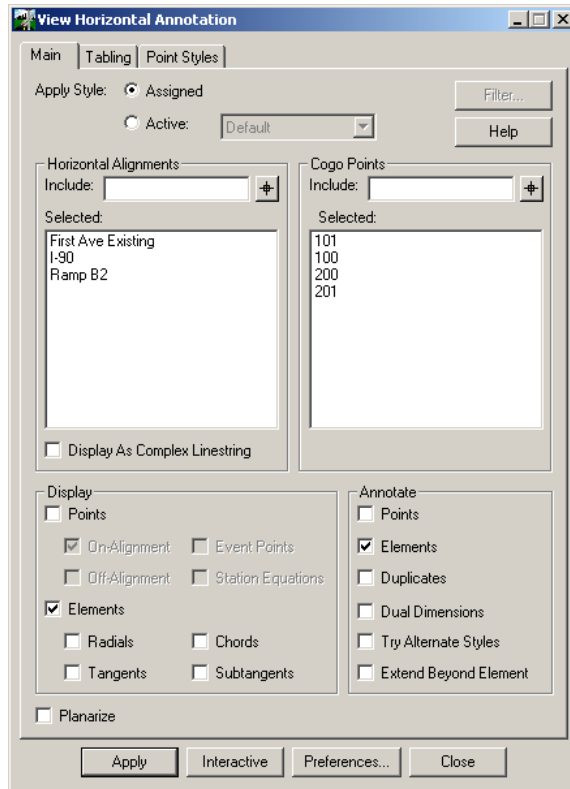 View Horizontal Annotation
Main Tabling Point Styles
Apply Style: Assigned Filter...
Active: Default Help
Horizontal Alignments Cogo Points
Include: Include:
Selected: Selected:
First Ave Existing 101
I-90 100
Ramp B2 200
201
Display As Complex Linestring
Display Annotate
Points Points
On-Alignment Event Points Elements
Off-Alignment Station Equations Duplicates
Elements Dual Dimensions
Radials Chords Try Alternate Styles
Tangents Subtangents Extend Beyond Element
Planarize
Apply Interactive Preferences... Close